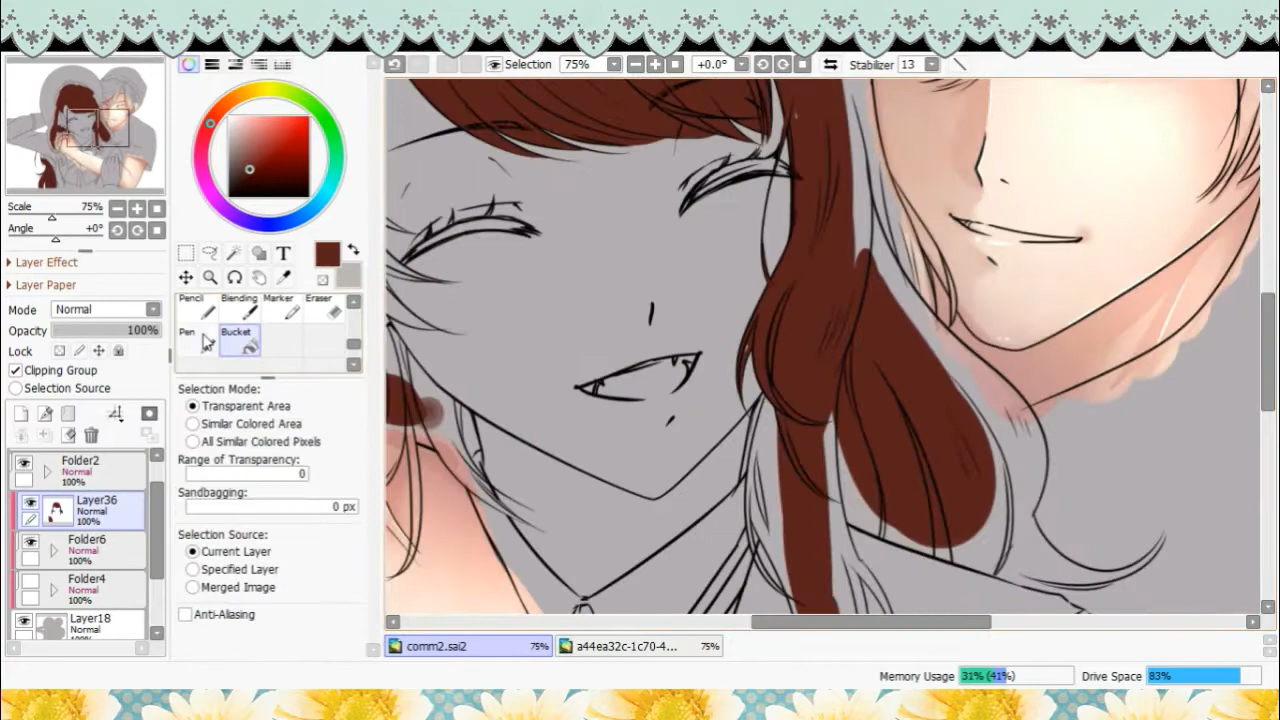 Selection 75% +0.0° Stabilizer 13
Scale 75%
Angle +0°
Layer Effect
Layer Paper
Mode Normal
Opacity 100%
Lock
Clipping Group
Selection Source
Folder2
Normal
100%
Layer36
Normal
100%
Folder6
Normal
100%
Folder4
Normal
100%
Layer18
Normal
100%
T
Pencil Blending Marker Eraser
Pen Bucket
Selection Mode:
Transparent Area
Similar Colored Area
All Similar Colored Pixels
Range of Transparency:
0
Sandbagging:
0 px
Selection Source:
Current Layer
Specified Layer
Merged Image
Anti-Aliasing
comm2.sai2 75% a44ea32c-1c70-4... 75%
Memory Usage 31% (41%) Drive Space 83%